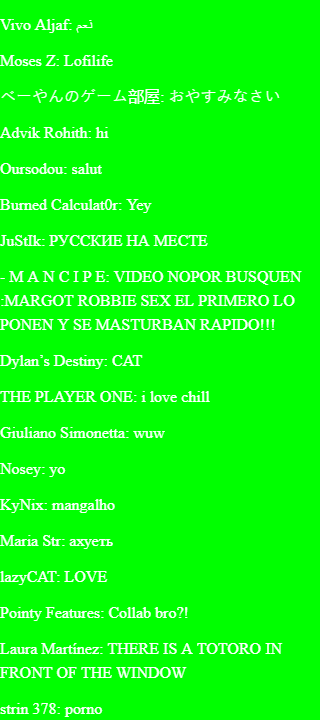 Vivo Aljaf:
Moses Z: Lofilife
べーやんのゲーム部屋: おやすみなさい
Advik Rohith: hi
Oursodou: salut
Burned Calculat0r: Yey
JuStIk: РУССКИЕ НА МЕСТЕ
- M A N C I P E: VIDEO NOPOR BUSQUEN
:MARGOT ROBBIE SEX EL PRIMERO LO
PONEN Y SE MASTURBAN RAPIDO!!!
Dylan's Destiny: CAT
THE PLAYER ONE: i love chill
Giuliano Simonetta: wuw
Nosey: yo
KyNix: mangalho
Maria Str: ахуеть
lazyCAT: LOVE
Pointy Features: Collab bro?!
Laura Martínez: THERE IS A TOTORO IN
FRONT OF THE WINDOW
strin 378: porno